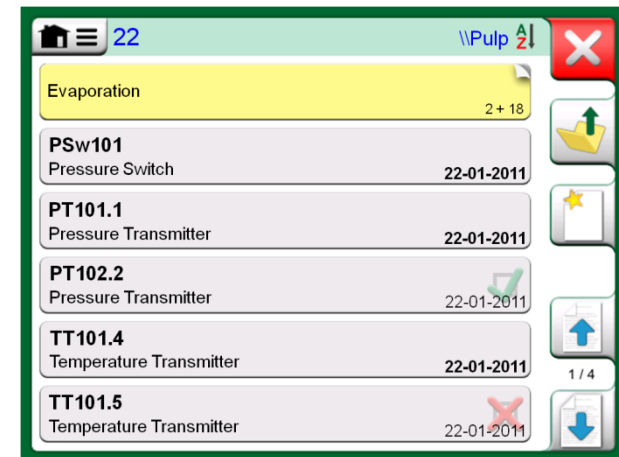 22 \\Pulp A Z
Evaporation
2 + 18
PSw101
Pressure Switch 22-01-2011
PT101.1
Pressure Transmitter 22-01-2011
PT102.2
Pressure Transmitter 22-01-2011
TT101.4
Temperature Transmitter 22-01-2011
1 / 4
TT101.5
Temperature Transmitter 22-01-2011